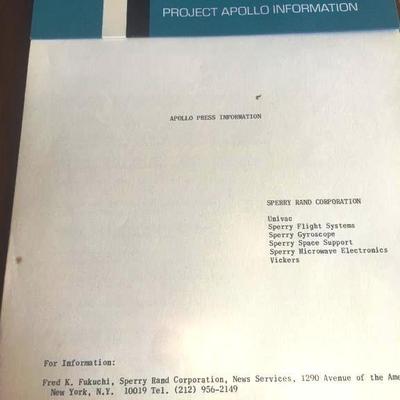 PROJECT APOLLO INFORMATION
APOLLO PRESS INFORMATION
SPERRY RAND CORPORATION
Univac
Sperry Flight Systems
Sperry Gyroscope
Sperry Space Support
Sperry Microwave Electronics
Vickers
For Information:
Fred K. Fukuchi, Sperry Rand Corporation, News Services, 1290 Avenue of the
New York, N.Y. 10019 Tel. (212) 956-2149